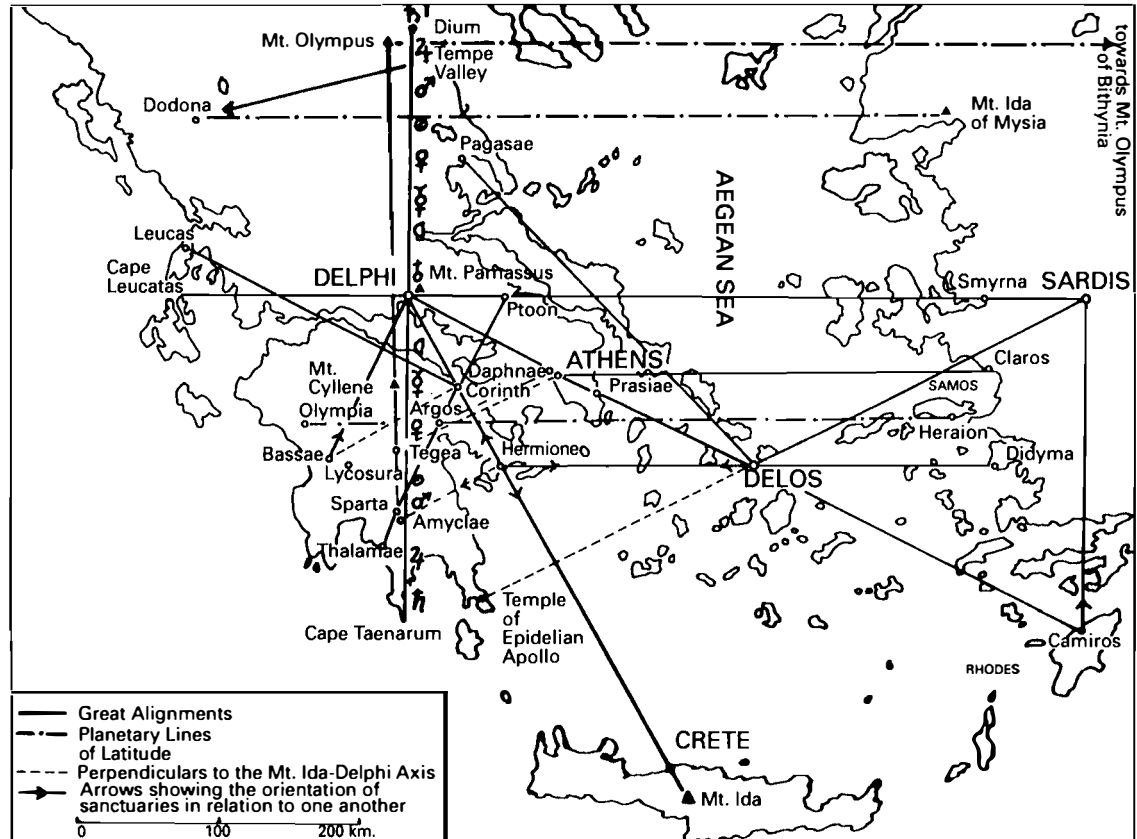 Dium
Mt. Olympus
Tempe
Valley
towards Mt. Olympus
of Bithynia
Dodona
Mt. Ida
of Mysia
Pagasae
AEGEAN SEA
Leucas
Cape
Leucatas
DELPHI
Mt. Parnassus
Smyrna
SARDIS
Ptoon
Mt.
Cyllene
Daphnae
ATHENS
Claros
Corinth
Prasiae
SAMOS
Olympia
Argos
Heraion
Bassae
Tegea
Hermione
Didyma
Lycosura
DELOS
Sparta
Amyclae
Thalamae
Temple
of
Epidelian
Apollo
Cape Taenarum
Camiros
RHODES
CRETE
Mt. Ida
Great Alignments
Planetary Lines
of Latitude
Perpendiculars to the Mt. Ida-Delphi Axis
Arrows showing the orientation of
sanctuaries in relation to one another
0 100 200 km.